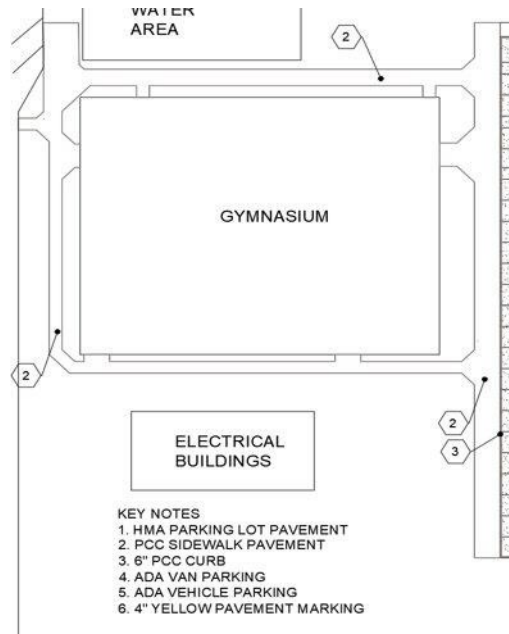 WATER
AREA
2
GYMNASIUM
2
2
3
ELECTRICAL
BUILDINGS
KEY NOTES
1. HMA PARKING LOT PAVEMENT
2. PCC SIDEWALK PAVEMENT
3. 6" PCC CURB
4. ADA VAN PARKING
5. ADA VEHICLE PARKING
6. 4" YELLOW PAVEMENT MARKING